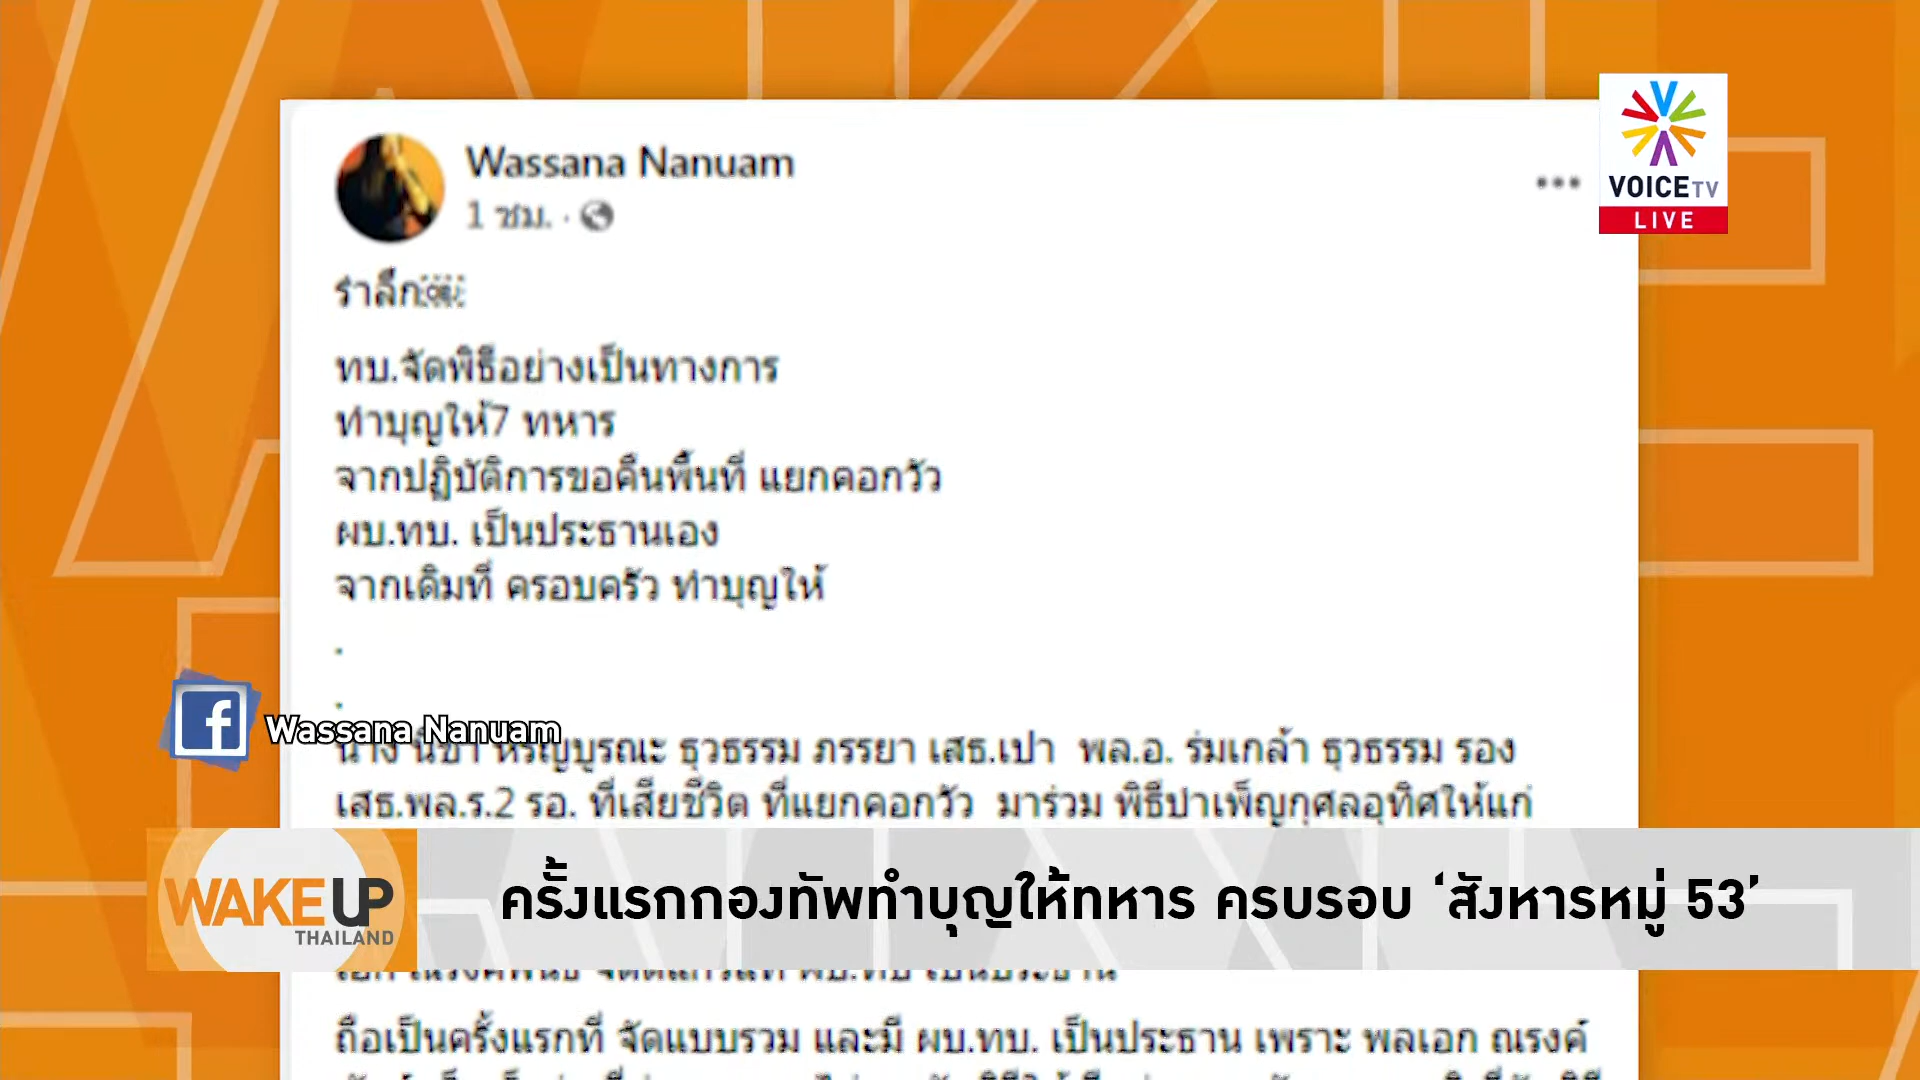 Wassana Nanuam
1 ชม. ·
VOICE TV
LIVE
รำลึก
ทบ.จัดพิธีอย่างเป็นทางการ
ทำบุญให้7 ทหาร
จากปฏิบัติการขอคืนพื้นที่ แยกคอกวัว
ผบ.ทบ. เป็นประธานเอง
จากเดิมที่ ครอบครัว ทำบุญให้
.
.
Wassana Nanuam
ธุวธรรม ภรรยา เสธ.เปา พล.อ. ร่มเกล้า ธุวธรรม รอง
เสธ.พล.ร.2 รอ. ที่เสียชีวิต ที่แยกคอกวัว มาร่วม พิธีบำเพ็ญกุศลอุทิศให้แก่
WAKE UP
THAILAND
ครั้งแรกกองทัพทำบุญให้ทหาร ครบรอบ ‘สังหารหมู่ 53’
ถือเป็นครั้งแรกที่ จัดแบบรวม และมี ผบ.ทบ. เป็นประธาน เพราะ พลเอก ณรงค์